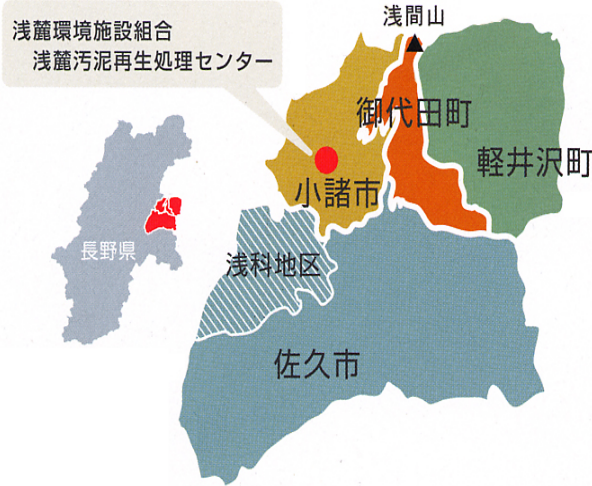 浅麓環境施設組合
浅麓汚泥再生処理センター
浅間山
御代田町
軽井沢町
小諸市
浅科地区
長野県
佐久市